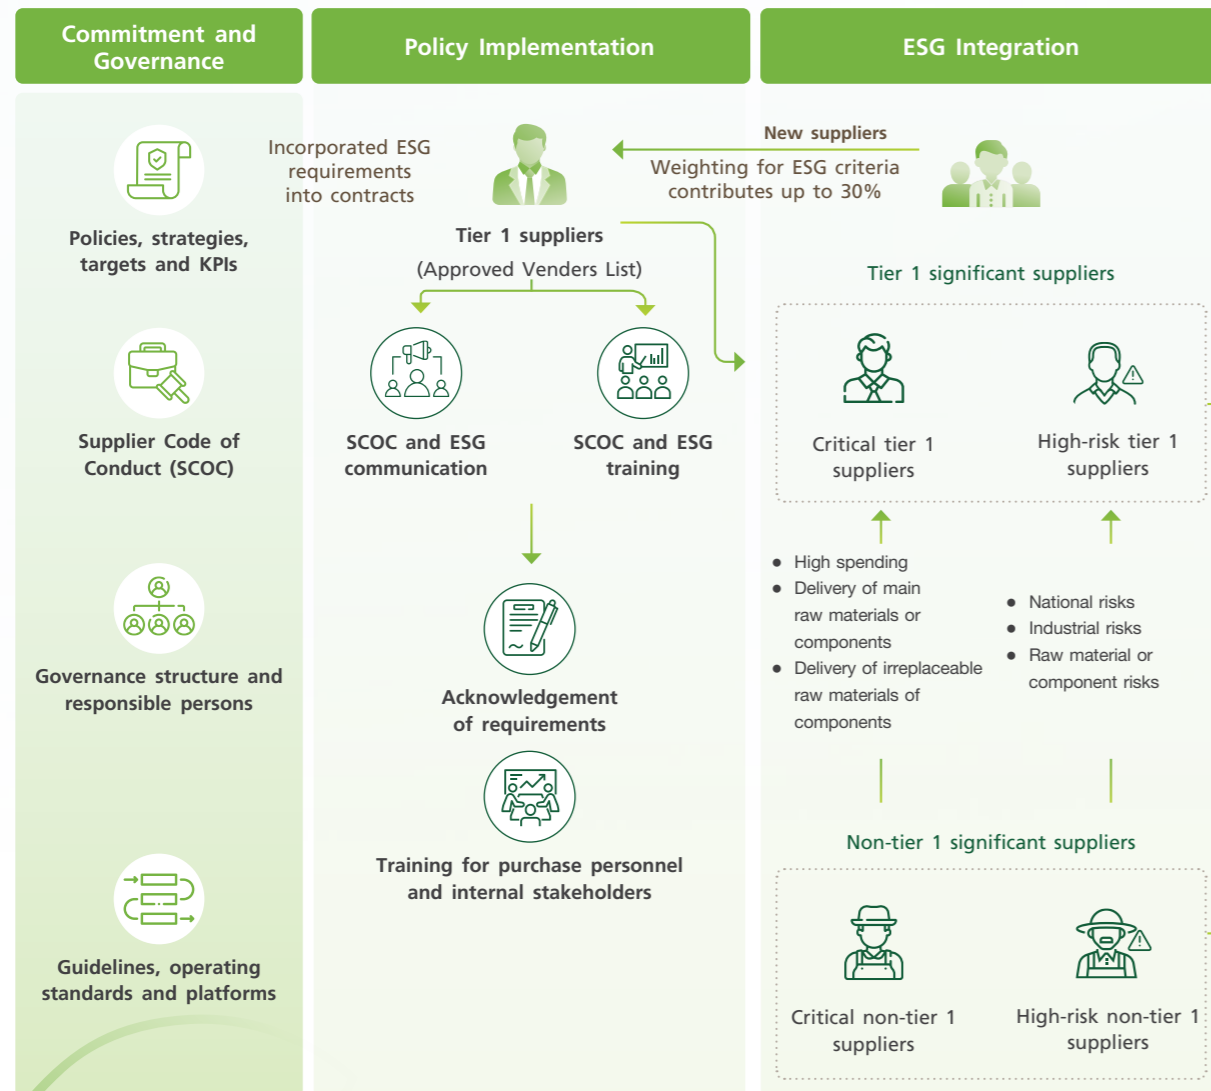 Commitment and
Governance
Policies, strategies,
targets and KPIs
Supplier Code of
Conduct (SCOC)
Governance structure and
responsible persons
Guidelines, operating
standards and platforms
Policy Implementation
Incorporated ESG
requirements
into contracts
Tier 1 suppliers
(Approved Venders List)
SCOC and ESG
communication
SCOC and ESG
training
Acknowledgement
of requirements
Training for purchase personnel
and internal stakeholders
ESG Integration
New suppliers
Weighting for ESG criteria
contributes up to 30%
Tier 1 significant suppliers
Critical tier 1
suppliers
High-risk tier 1
suppliers
● High spending
● Delivery of main
raw materials or
components
● Delivery of irreplaceable
raw materials of
components
● National risks
● Industrial risks
● Raw material or
component risks
Non-tier 1 significant suppliers
Critical non-tier 1
suppliers
High-risk non-tier 1
suppliers